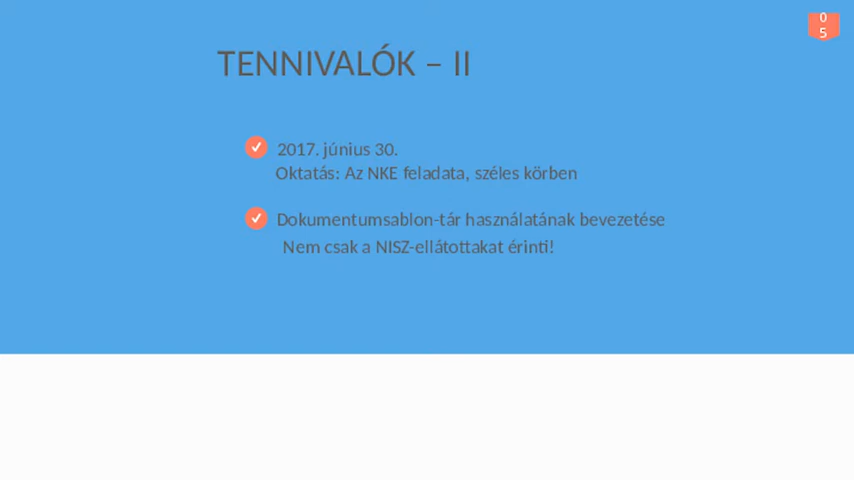 05
TENNIVALÓK – II
2017. június 30.
Oktatás: Az NKE feladata, széles körben
Dokumentumsablon-tár használatának bevezetése
Nem csak a NISZ-ellátottakat érinti!